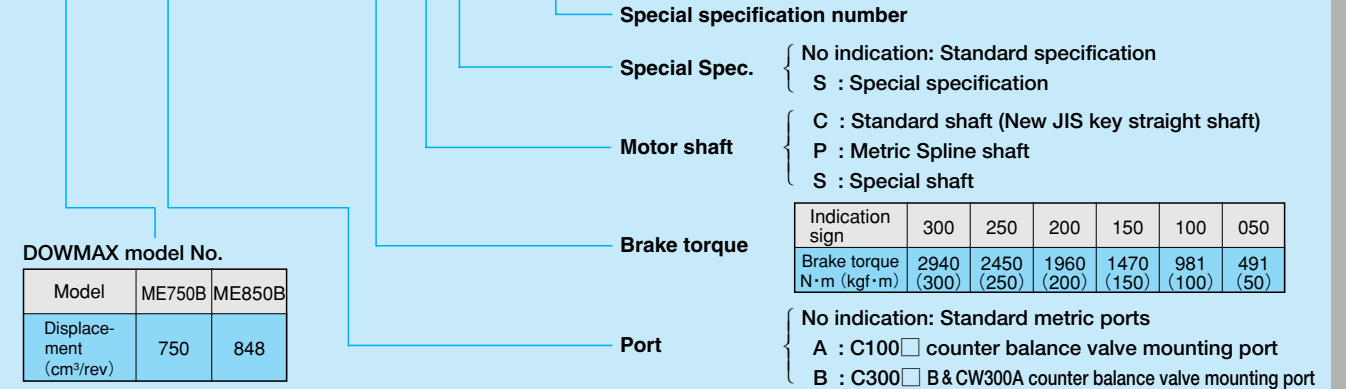 Special specification number
Special Spec.
No indication: Standard specification
S : Special specification
Motor shaft
C : Standard shaft (New JIS key straight shaft)
P : Metric Spline shaft
S : Special shaft
Brake torque
Indication sign 300 250 200 150 100 050
Brake torque 2940 2450 1960 1470 981 491
N·m (kgf·m) (300) (250) (200) (150) (100) (50)
DOWMAX model No.
Model ME750B ME850B
Displace-
ment 750 848
(cm³/rev)
Port
No indication: Standard metric ports
A : C100□ counter balance valve mounting port
B : C300□ B & CW300A counter balance valve mounting port